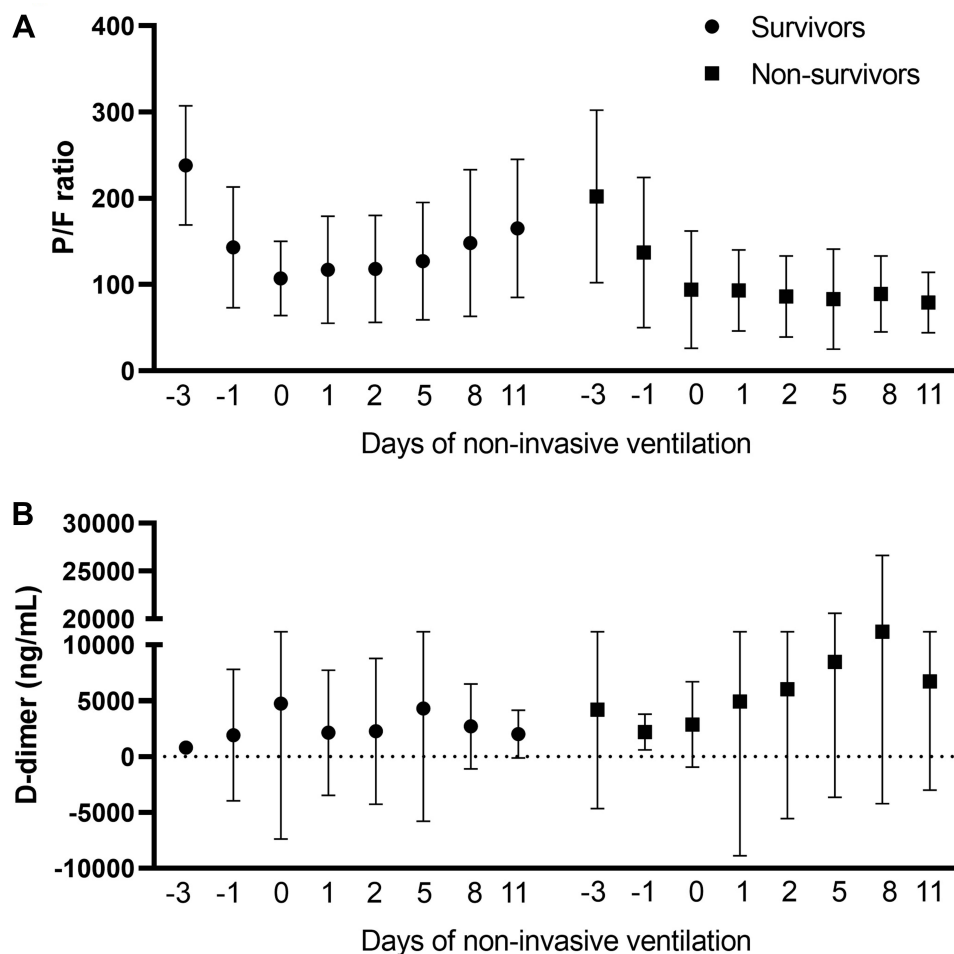 A
400
300
200
100
0
P/F ratio
Survivors
Non-survivors
-3 -1 0 1 2 5 8 11 -3 -1 0 1 2 5 8 11
Days of non-invasive ventilation
B
30000
25000
20000
10000
5000
0
-5000
-10000
D-dimer (ng/mL)
-3 -1 0 1 2 5 8 11 -3 -1 0 1 2 5 8 11
Days of non-invasive ventilation